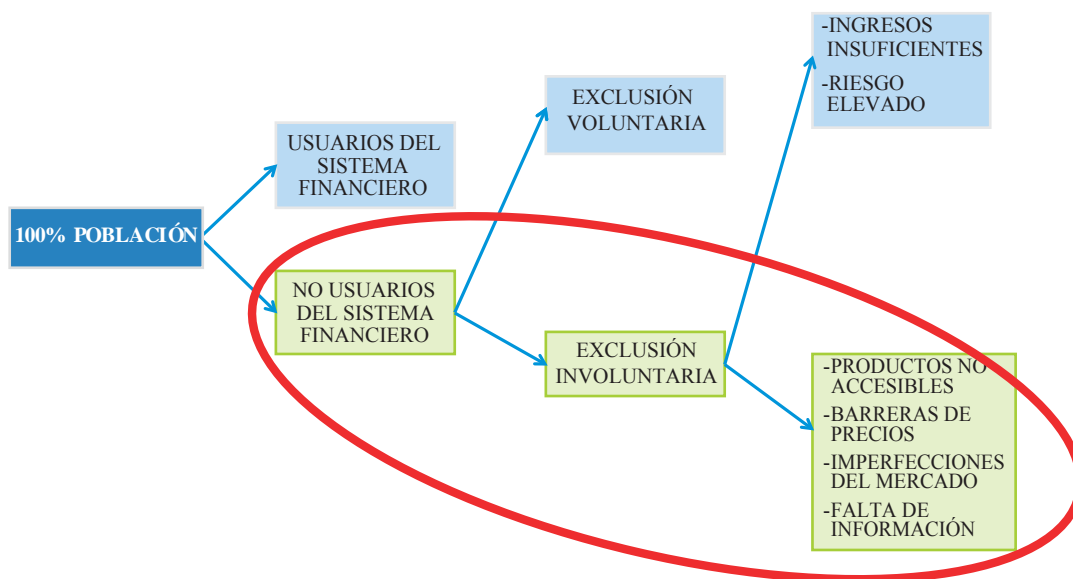 100% POBLACIÓN
USUARIOS DEL
SISTEMA
FINANCIERO
NO USUARIOS
DEL SISTEMA
FINANCIERO
EXCLUSIÓN
VOLUNTARIA
EXCLUSIÓN
INVOLUNTARIA
-INGRESOS
INSUFICIENTES
-RIESGO
ELEVADO
-PRODUCTOS NO
ACCESIBLES
-BARRERAS DE
PRECIOS
-IMPERFECCIONES
DEL MERCADO
-FALTA DE
INFORMACIÓN